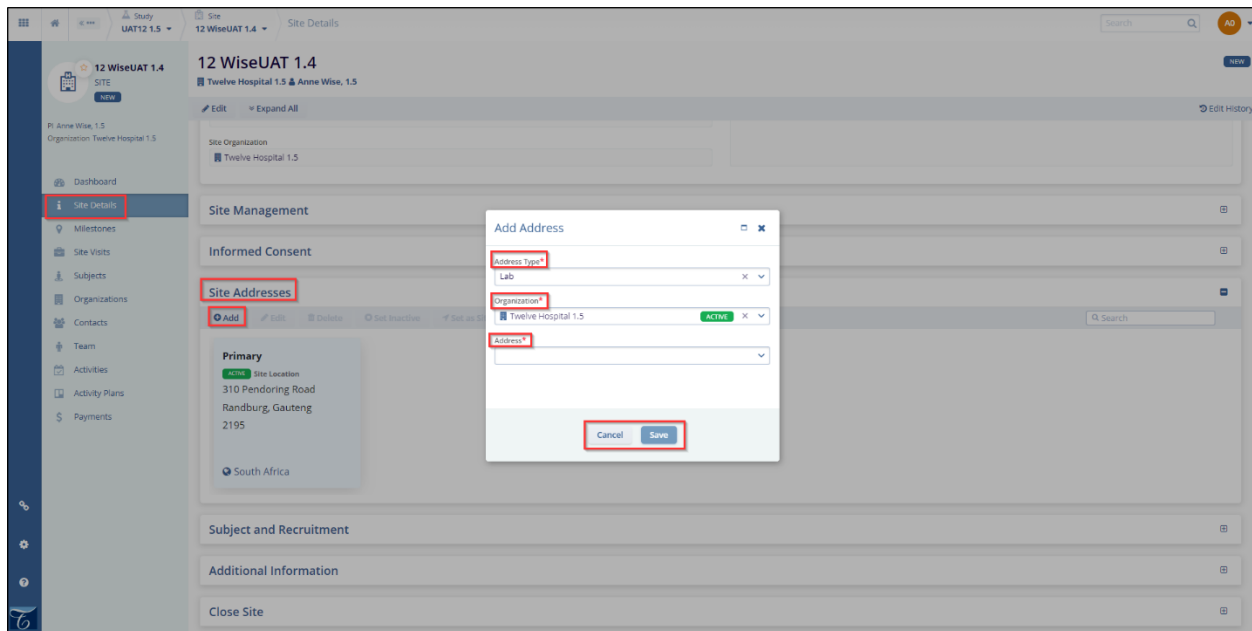 Study
UAT12 1.5
Site
12 WiseUAT 1.4
Site Details
Search
AO
12 WiseUAT 1.4
SITE
NEW
PI Anne Wise, 1.5
Organization Twelve Hospital 1.5
Dashboard
Site Details
Milestones
Site Visits
Subjects
Organizations
Contacts
Team
Activities
Activity Plans
Payments
12 WiseUAT 1.4
NEW
Twelve Hospital 1.5 Anne Wise, 1.5
Edit Expand All Edit History
Site Organization
Twelve Hospital 1.5
Site Management
Informed Consent
Site Addresses
Add Edit Delete Set Inactive Set as
Search
Primary
ACTIVE Site Location
310 Pendoring Road
Randburg, Gauteng
2195
South Africa
Add Address
Address Type*
Lab
Organization*
Twelve Hospital 1.5 ACTIVE
Address*
Cancel Save
Subject and Recruitment
Additional Information
Close Site